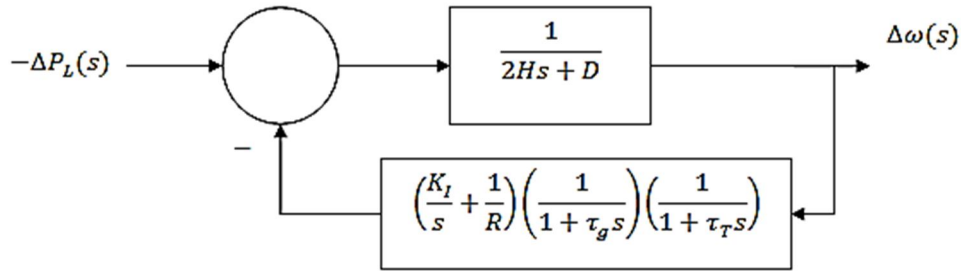 −ΔP_L(s)
1/(2Hs + D)
Δω(s)
−
(K_I/s + 1/R)(1/(1 + τ_g s))(1/(1 + τ_T s))